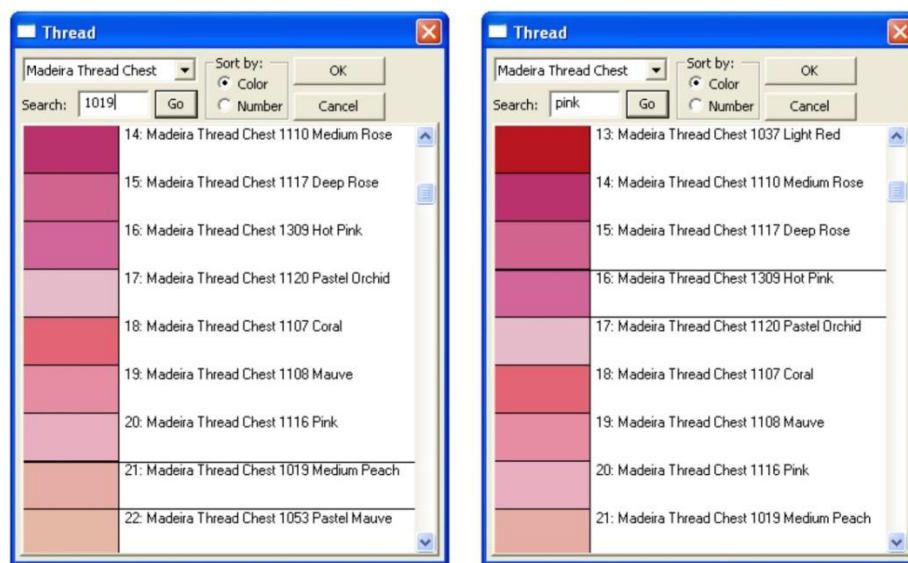 Thread
Madeira Thread Chest
Sort by:
Color
Number
OK
Search: 1019 Go
Cancel
14: Madeira Thread Chest 1110 Medium Rose
15: Madeira Thread Chest 1117 Deep Rose
16: Madeira Thread Chest 1309 Hot Pink
17: Madeira Thread Chest 1120 Pastel Orchid
18: Madeira Thread Chest 1107 Coral
19: Madeira Thread Chest 1108 Mauve
20: Madeira Thread Chest 1116 Pink
21: Madeira Thread Chest 1019 Medium Peach
22: Madeira Thread Chest 1053 Pastel Mauve
Thread
Madeira Thread Chest
Sort by:
Color
Number
OK
Search: pink Go
Cancel
13: Madeira Thread Chest 1037 Light Red
14: Madeira Thread Chest 1110 Medium Rose
15: Madeira Thread Chest 1117 Deep Rose
16: Madeira Thread Chest 1309 Hot Pink
17: Madeira Thread Chest 1120 Pastel Orchid
18: Madeira Thread Chest 1107 Coral
19: Madeira Thread Chest 1108 Mauve
20: Madeira Thread Chest 1116 Pink
21: Madeira Thread Chest 1019 Medium Peach